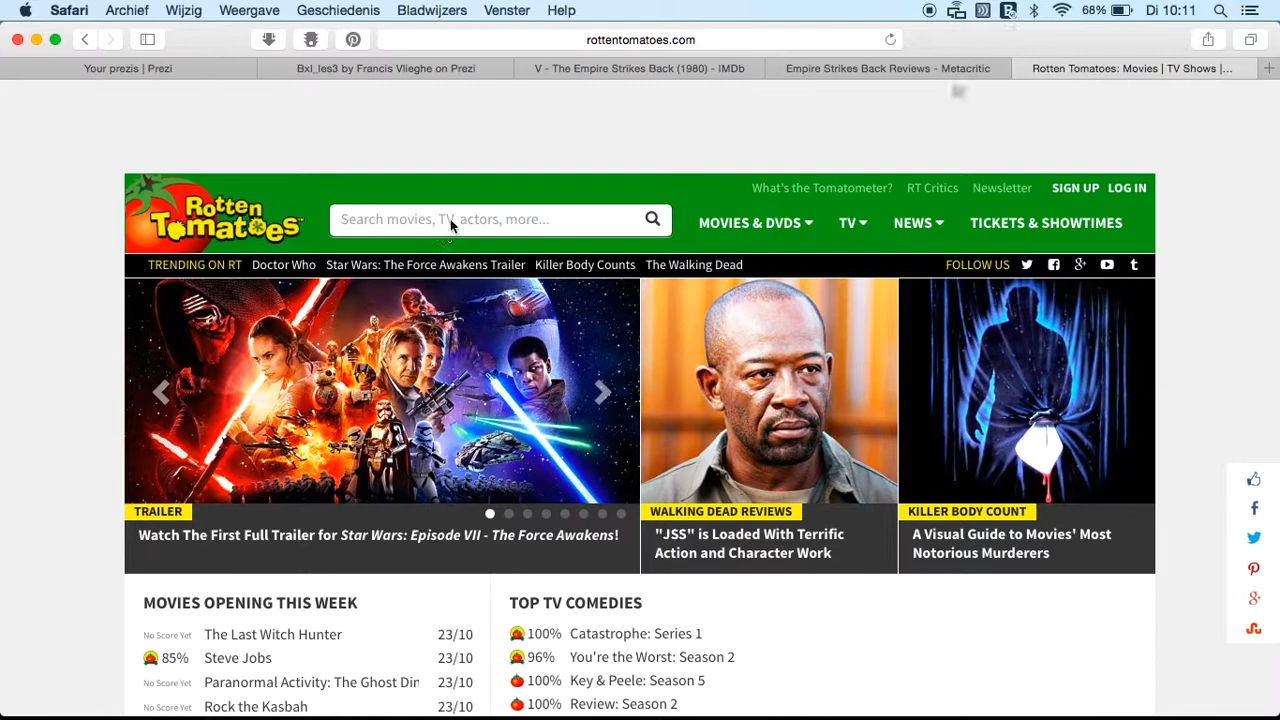 Safari Archief Wijzig Weergave Geschiedenis Bladwijzers Venster Help 68% Di 10:11
rottentomatoes.com
Your prezis | Prezi Bxl_les3 by Francis Vlieghe on Prezi V - The Empire Strikes Back (1980) - IMDb Empire Strikes Back Reviews - Metacritic Rotten Tomatoes: Movies | TV Shows |...
What's the Tomatometer? RT Critics Newsletter SIGN UP LOG IN
Rotten
Tomatoes
Search movies, TV, actors, more... MOVIES & DVDS TV NEWS TICKETS & SHOWTIMES
TRENDING ON RT Doctor Who Star Wars: The Force Awakens Trailer Killer Body Counts The Walking Dead FOLLOW US
TRAILER
Watch The First Full Trailer for Star Wars: Episode VII - The Force Awakens!
WALKING DEAD REVIEWS
"JSS" is Loaded With Terrific
Action and Character Work
KILLER BODY COUNT
A Visual Guide to Movies' Most
Notorious Murderers
MOVIES OPENING THIS WEEK
No Score Yet The Last Witch Hunter 23/10
85% Steve Jobs 23/10
No Score Yet Paranormal Activity: The Ghost Dir 23/10
No Score Yet Rock the Kasbah 23/10
TOP TV COMEDIES
100% Catastrophe: Series 1
96% You're the Worst: Season 2
100% Key & Peele: Season 5
100% Review: Season 2